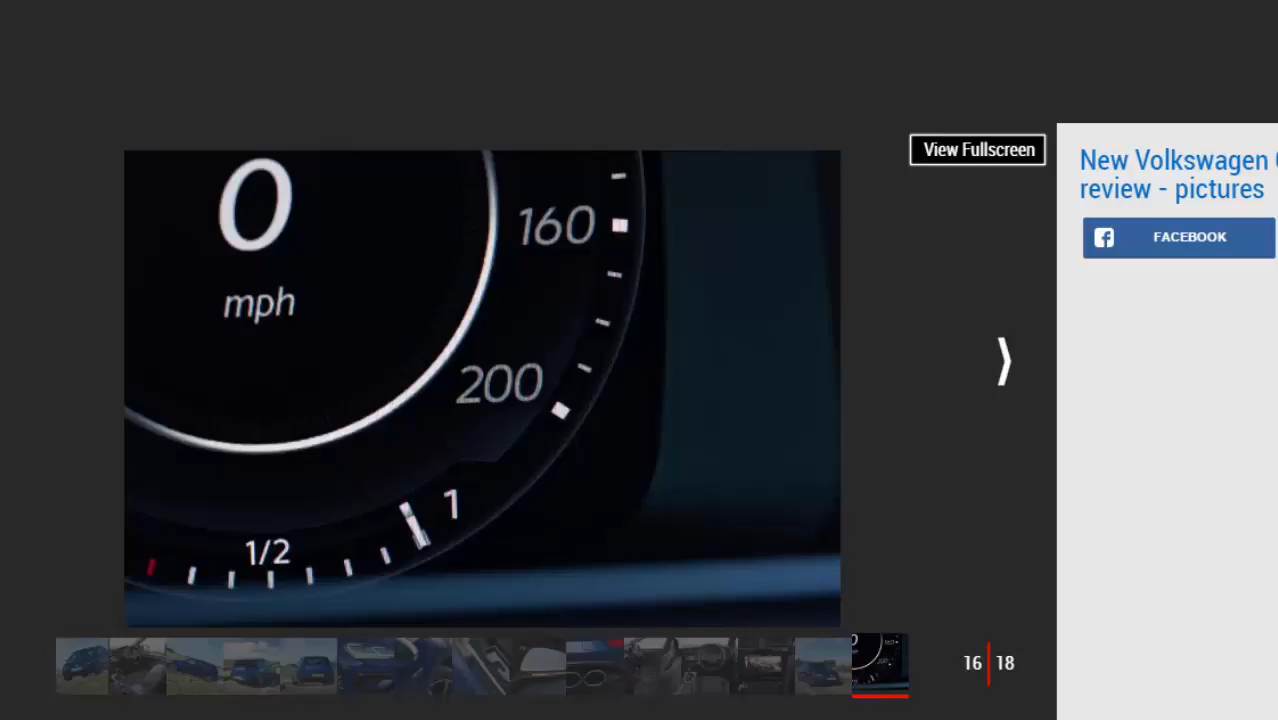 View Fullscreen
0
mph
160
200
1
1/2
New Volkswagen
review - pictures
FACEBOOK
16 18